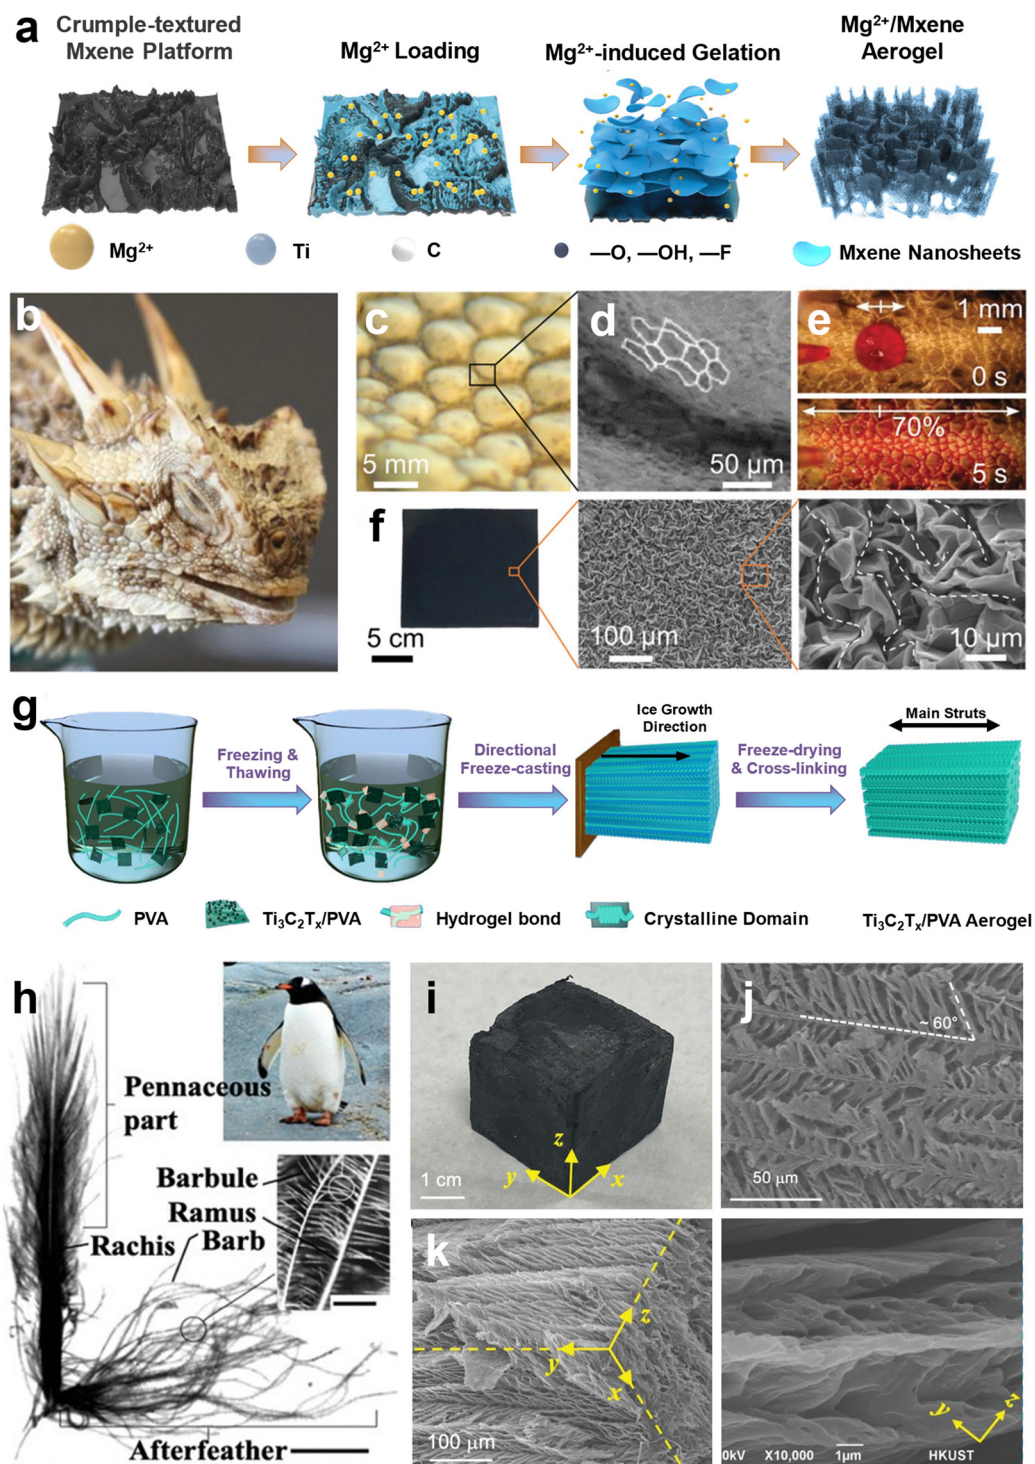 a
Crumple-textured
Mxene Platform
Mg²⁺ Loading
Mg²⁺-induced Gelation
Mg²⁺/Mxene
Aerogel
Mg²⁺
Ti
C
—O, —OH, —F
Mxene Nanosheets
b
c
5 mm
d
50 µm
e
1 mm
0 s
70%
5 s
f
5 cm
100 µm
10 µm
g
Freezing &
Thawing
Directional
Freeze-casting
Ice Growth
Direction
Freeze-drying
& Cross-linking
Main Struts
PVA
Ti₃C₂Tₓ/PVA
Hydrogel bond
Crystalline Domain
Ti₃C₂Tₓ/PVA Aerogel
h
Pennaceous
part
Barbule
Ramus
Rachis
Barb
Afterfeather
i
z
y
x
1 cm
j
~ 60°
50 µm
k
z
y
x
100 µm
y
z
0kV X10,000 1µm HKUST